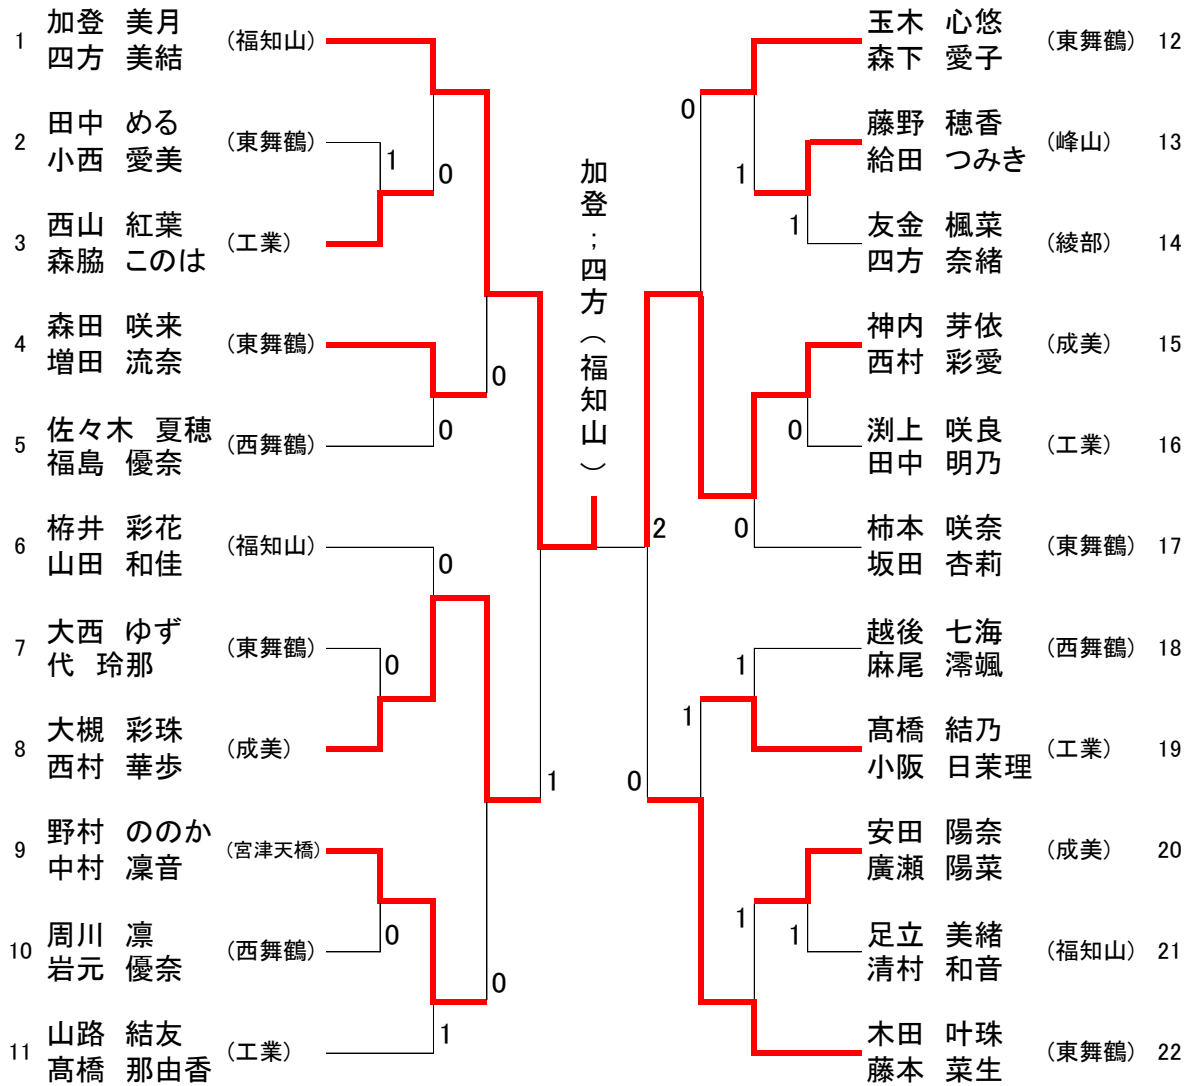 1 加登 美月 (福知山)
四方 美結
2 田中 める (東舞鶴)
小西 愛美
1
0
3 西山 紅葉 (工業)
森脇 このは
4 森田 咲来 (東舞鶴)
増田 流奈
0
5 佐々木 夏穂 (西舞鶴)
福島 優奈
0
6 栫井 彩花 (福知山)
山田 和佳
0
7 大西 ゆず (東舞鶴)
代 玲那
0
8 大槻 彩珠 (成美)
西村 華歩
1
9 野村 ののか (宮津天橋)
中村 凛音
10 周川 凛 (西舞鶴)
岩元 優奈
0
0
11 山路 結友 (工業)
髙橋 那由香
1
加登;四方(福知山)
2
0
玉木 心悠 (東舞鶴) 12
森下 愛子
0
藤野 穂香 (峰山) 13
給田 つみき
1
1
友金 楓菜 (綾部) 14
四方 奈緒
神内 芽依 (成美) 15
西村 彩愛
0
渕上 咲良 (工業) 16
田中 明乃
0
柿本 咲奈 (東舞鶴) 17
坂田 杏莉
越後 七海 (西舞鶴) 18
麻尾 澪颯
1
1
髙橋 結乃 (工業) 19
小阪 日茉理
安田 陽奈 (成美) 20
廣瀬 陽菜
1
1
足立 美緒 (福知山) 21
清村 和音
木田 叶珠 (東舞鶴) 22
藤本 菜生